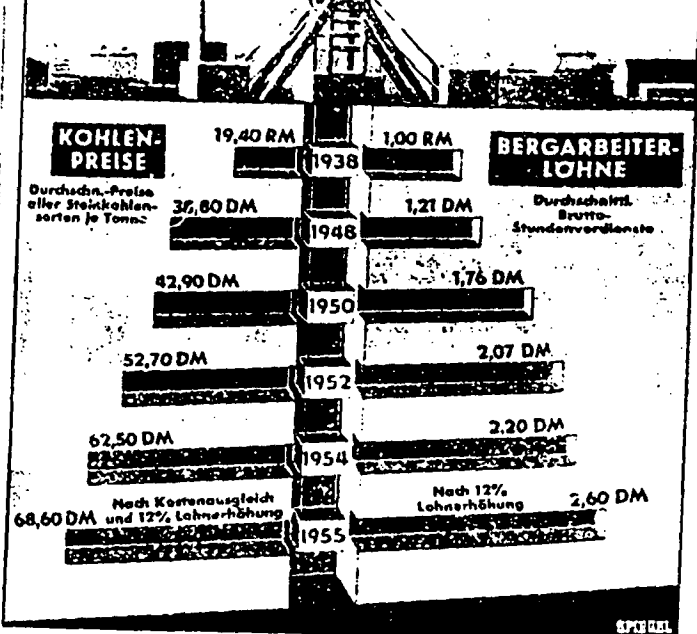 KOHLEN-
PREISE
Durchschn.-Preise
aller Steinkohlen-
sorten je Tonne
BERGARBEITER-
LÖHNE
Durchschnittl.
Brutto-
Stundenverdienste
19,40 RM 1938 1,00 RM
36,80 DM 1948 1,21 DM
42,90 DM 1950 1,76 DM
52,70 DM 1952 2,07 DM
62,50 DM 1954 2,20 DM
Nach Kostenausgleich
und 12% Lohnerhöhung
Nach 12%
Lohnerhöhung
68,60 DM 1955 2,60 DM
SPIEGEL